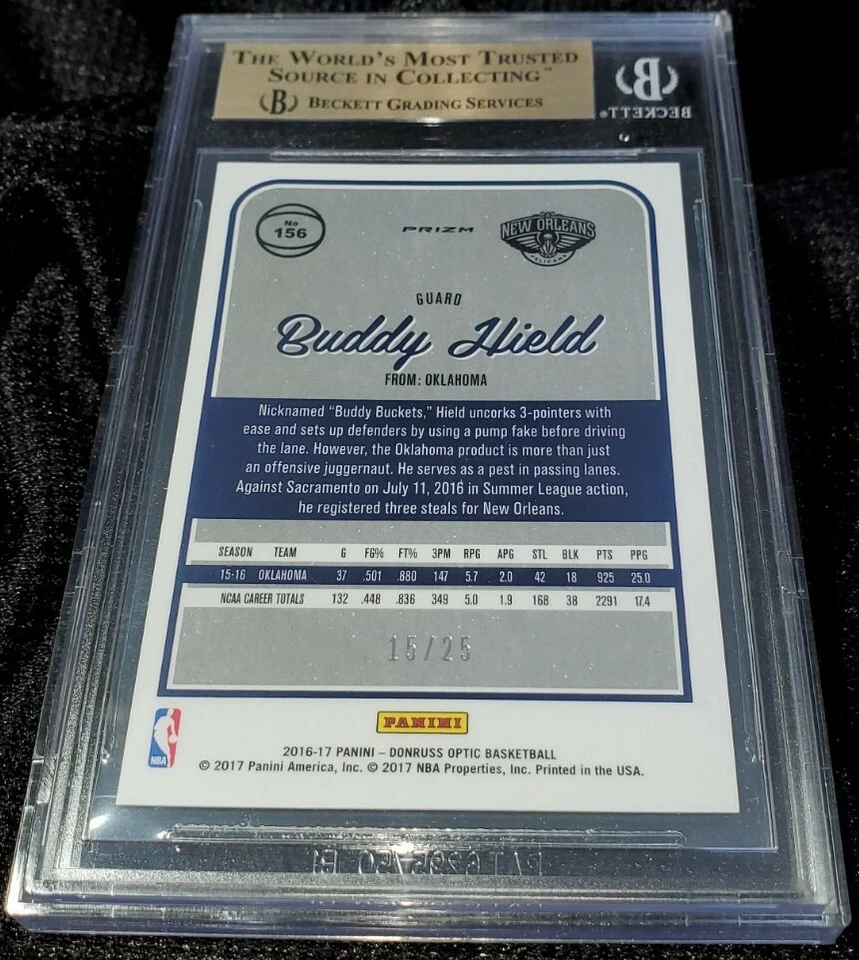 THE WORLD'S MOST TRUSTED
SOURCE IN COLLECTING™
B BECKETT GRADING SERVICES
B
BECKETT
No
156
PRIZM
NEW ORLEANS
PELICANS
GUARD
Buddy Hield
FROM: OKLAHOMA
Nicknamed "Buddy Buckets," Hield uncorks 3-pointers with
ease and sets up defenders by using a pump fake before driving
the lane. However, the Oklahoma product is more than just
an offensive juggernaut. He serves as a pest in passing lanes.
Against Sacramento on July 11, 2016 in Summer League action,
he registered three steals for New Orleans.
SEASON TEAM G FG% FT% 3PM RPG APG STL BLK PTS PPG
15-16 OKLAHOMA 37 .501 .880 147 5.7 2.0 42 18 925 25.0
NCAA CAREER TOTALS 132 .448 .836 349 5.0 1.9 168 38 2291 17.4
15/25
PANINI
NBA
2016-17 PANINI – DONRUSS OPTIC BASKETBALL
© 2017 Panini America, Inc. © 2017 NBA Properties, Inc. Printed in the USA.